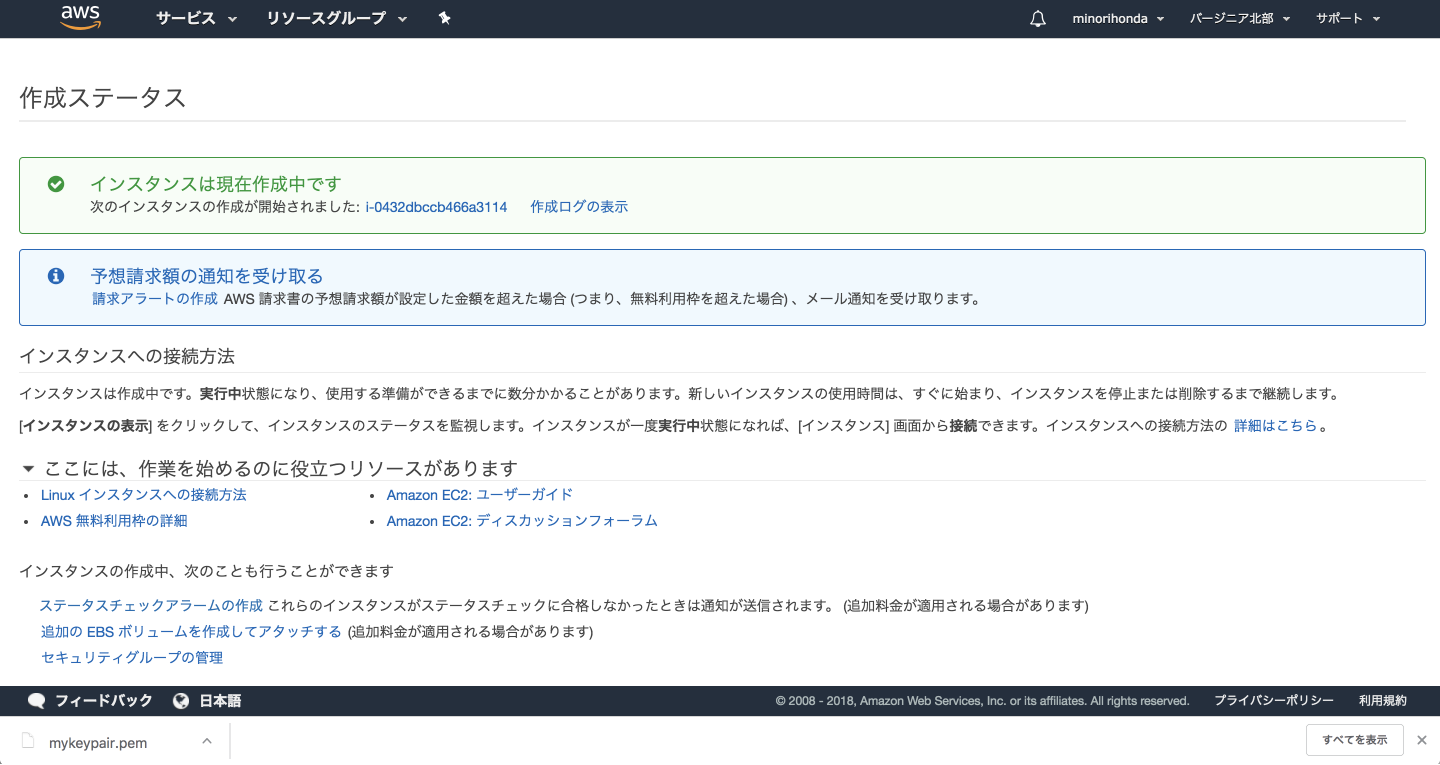 aws サービス リソースグループ minorihonda バージニア北部 サポート
作成ステータス
インスタンスは現在作成中です
次のインスタンスの作成が開始されました: i-0432dbccb466a3114 作成ログの表示
予想請求額の通知を受け取る
請求アラートの作成 AWS 請求書の予想請求額が設定した金額を超えた場合 (つまり、無料利用枠を超えた場合) 、メール通知を受け取ります。
インスタンスへの接続方法
インスタンスは作成中です。実行中状態になり、使用する準備ができるまでに数分かかることがあります。新しいインスタンスの使用時間は、すぐに始まり、インスタンスを停止または削除するまで継続します。
[インスタンスの表示] をクリックして、インスタンスのステータスを監視します。インスタンスが一度実行中状態になれば、[インスタンス] 画面から接続できます。インスタンスへの接続方法の 詳細はこちら 。
ここには、作業を始めるのに役立つリソースがあります
• Linux インスタンスへの接続方法 • Amazon EC2: ユーザーガイド
• AWS 無料利用枠の詳細 • Amazon EC2: ディスカッションフォーラム
インスタンスの作成中、次のことも行うことができます
ステータスチェックアラームの作成 これらのインスタンスがステータスチェックに合格しなかったときは通知が送信されます。 (追加料金が適用される場合があります)
追加の EBS ボリュームを作成してアタッチする (追加料金が適用される場合があります)
セキュリティグループの管理
フィードバック 日本語 © 2008 - 2018, Amazon Web Services, Inc. or its affiliates. All rights reserved. プライバシーポリシー 利用規約
mykeypair.pem すべてを表示